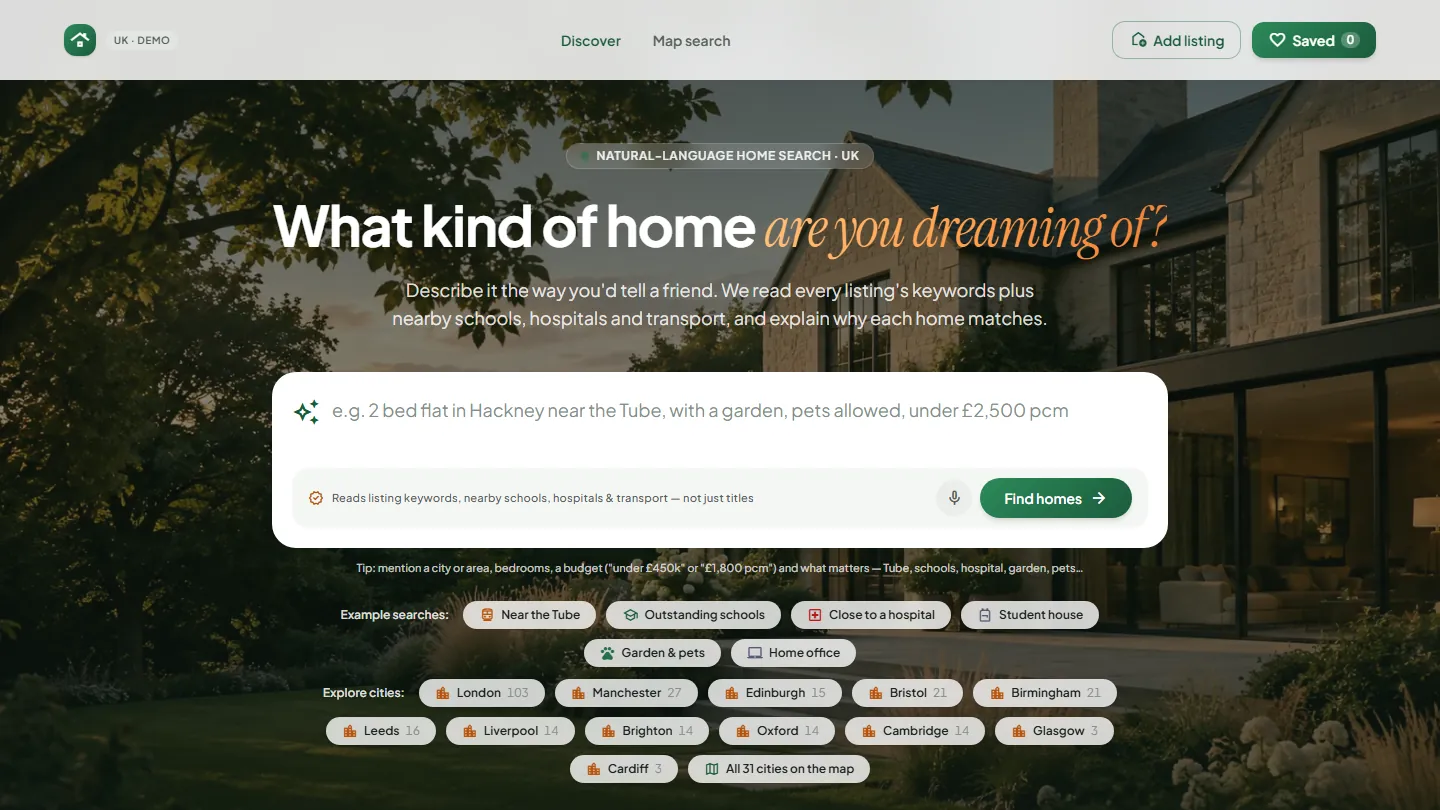 UK · DEMO
Discover
Map search
Add listing
Saved 0
NATURAL-LANGUAGE HOME SEARCH · UK
What kind of home are you dreaming of?
Describe it the way you'd tell a friend. We read every listing's keywords plus
nearby schools, hospitals and transport, and explain why each home matches.
e.g. 2 bed flat in Hackney near the Tube, with a garden, pets allowed, under £2,500 pcm
Reads listing keywords, nearby schools, hospitals & transport — not just titles
Find homes
Tip: mention a city or area, bedrooms, a budget ("under £450k" or "£1,800 pcm") and what matters — Tube, schools, hospital, garden, pets…
Example searches: Near the Tube Outstanding schools Close to a hospital Student house
Garden & pets Home office
Explore cities: London 103 Manchester 27 Edinburgh 15 Bristol 21 Birmingham 21
Leeds 16 Liverpool 14 Brighton 14 Oxford 14 Cambridge 14 Glasgow 3
Cardiff 3 All 31 cities on the map